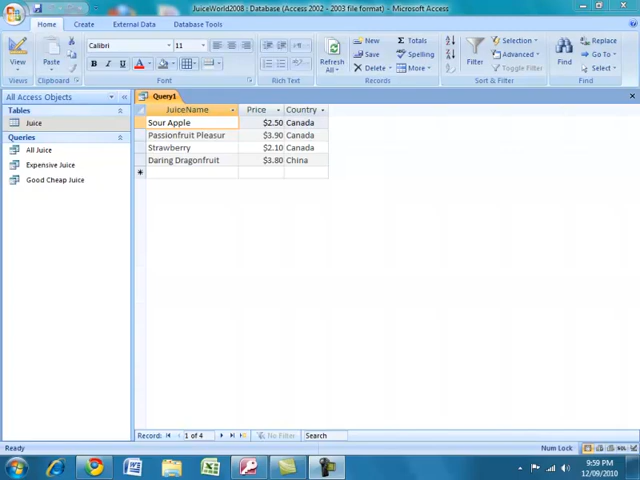 JuiceWorld2008 : Database (Access 2002 - 2003 file format) - Microsoft Access
Home Create External Data Database Tools
View
Views
Paste
Clipboard
Calibri 11
B I U
Font
Rich Text
Refresh All
New Totals
Save Spelling
Delete More
Records
Filter
Selection
Advanced
Toggle Filter
Sort & Filter
Find
Replace
Go To
Select
Find
All Access Objects
Tables
Juice
Queries
All Juice
Expensive Juice
Good Cheap Juice
Query1
JuiceName Price Country
Sour Apple $2.50 Canada
Passionfruit Pleasur $3.90 Canada
Strawberry $2.10 Canada
Daring Dragonfruit $3.80 China
Record: 1 of 4 No Filter Search
Ready Num Lock
9:59 PM
12/09/2010